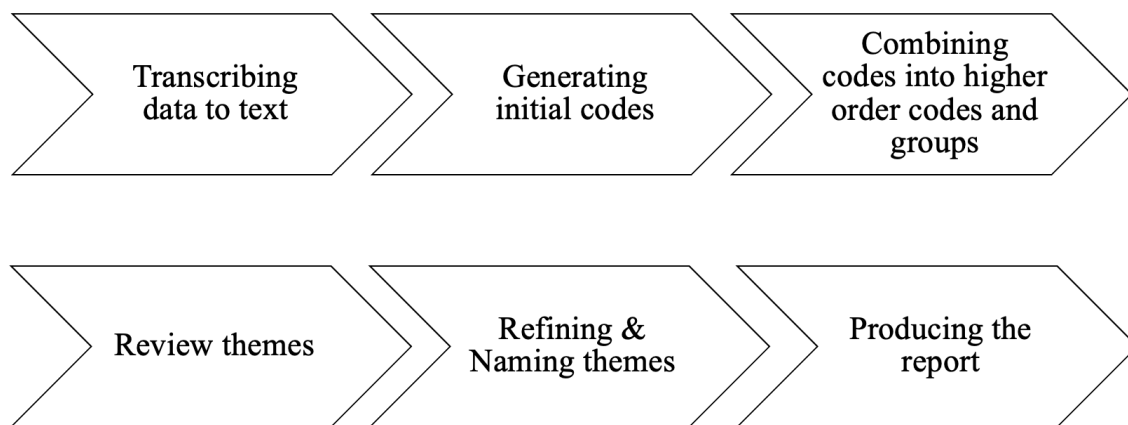 Transcribing
data to text
Generating
initial codes
Combining
codes into higher
order codes and
groups
Review themes
Refining &
Naming themes
Producing the
report